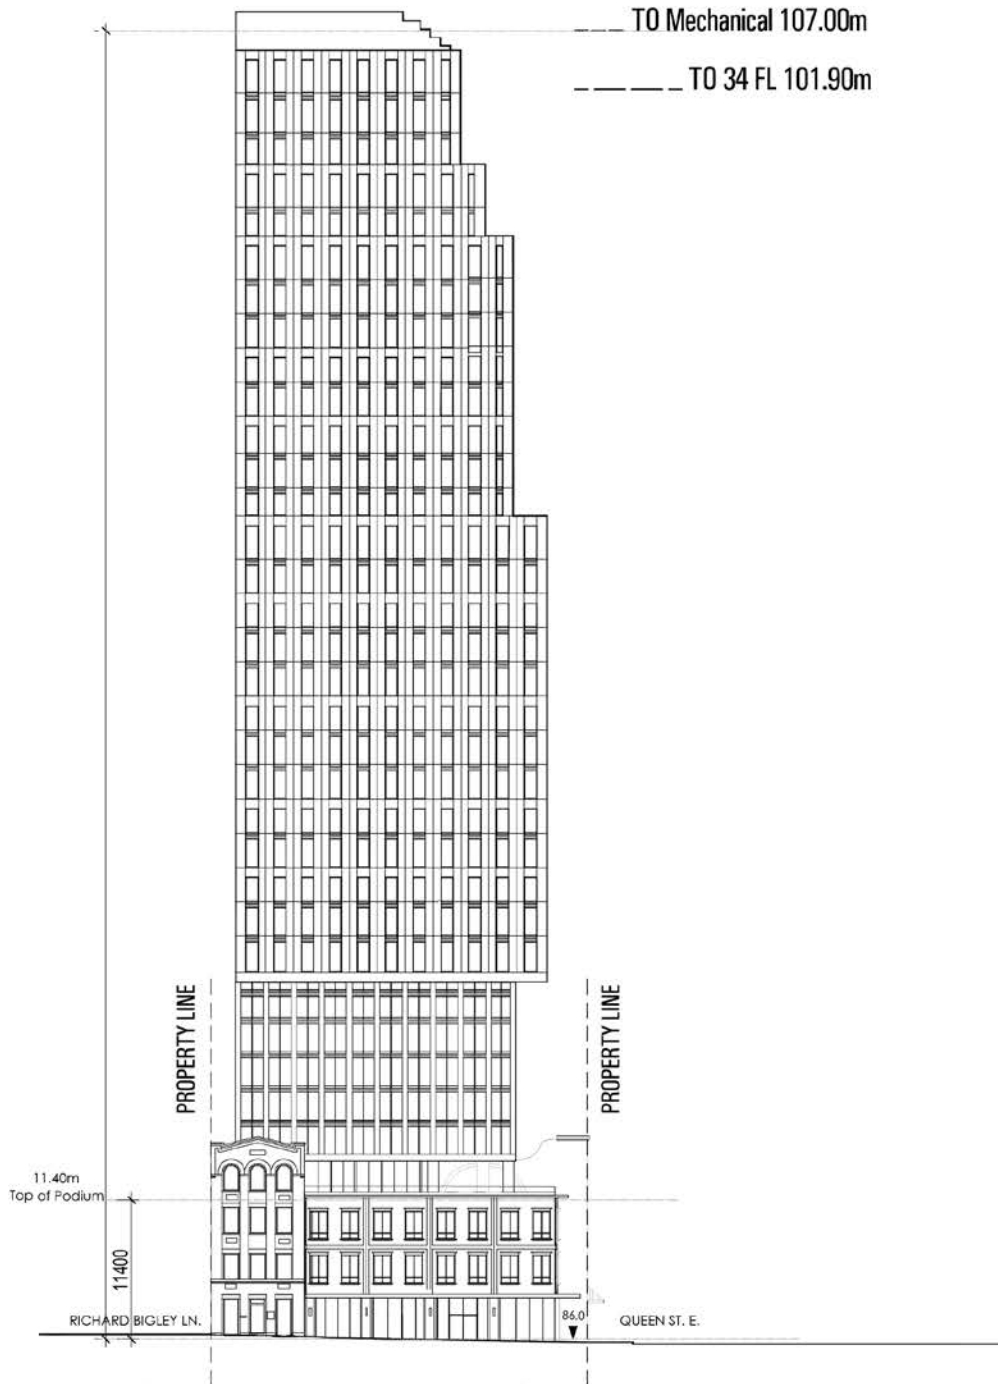 TO Mechanical 107.00m
TO 34 FL 101.90m
PROPERTY LINE
PROPERTY LINE
11.40m
Top of Podium
11400
RICHARD BIGLEY LN.
86.0
QUEEN ST. E.